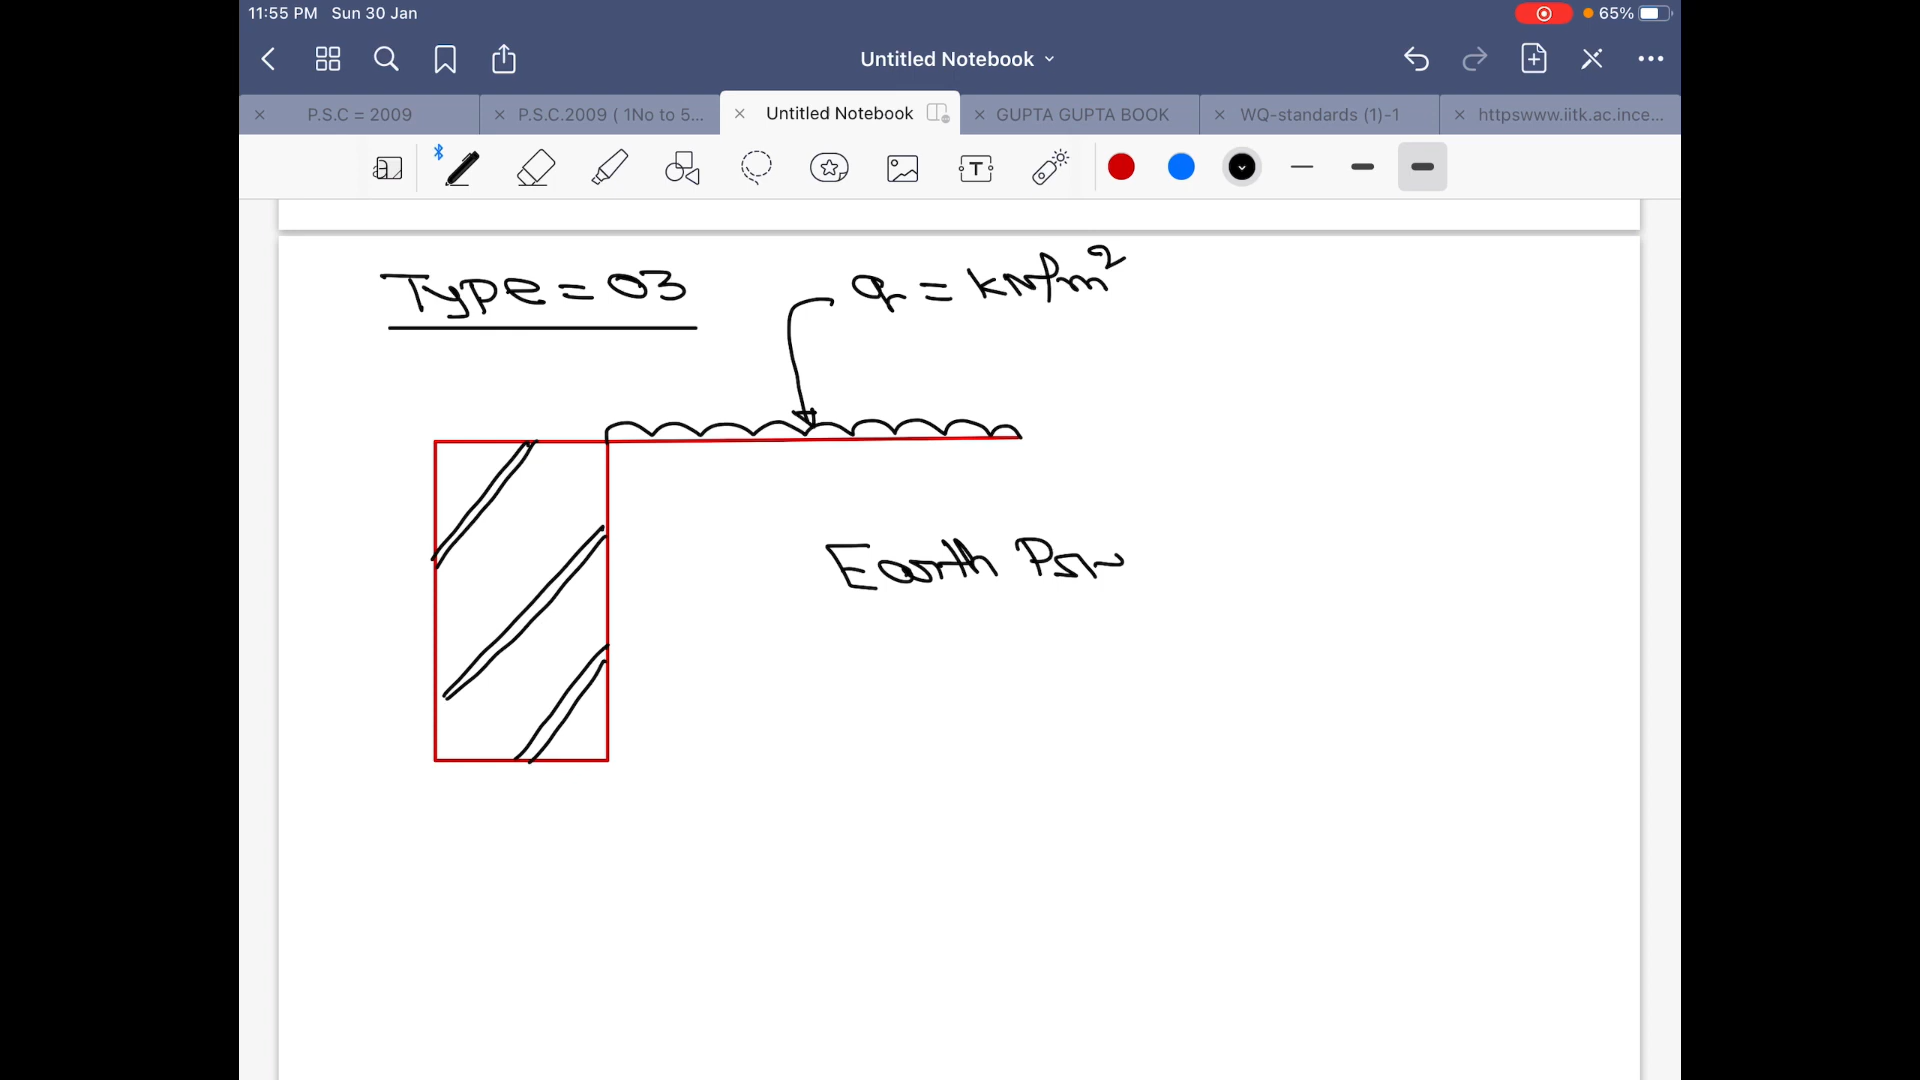 11:55 PM Sun 30 Jan
65%
Untitled Notebook
P.S.C = 2009
P.S.C.2009 ( 1No to 5...
Untitled Notebook
GUPTA GUPTA BOOK
WQ-standards (1)-1
httpswww.iitk.ac.ince...
T
Type = 03
q = kN/m²
Earth